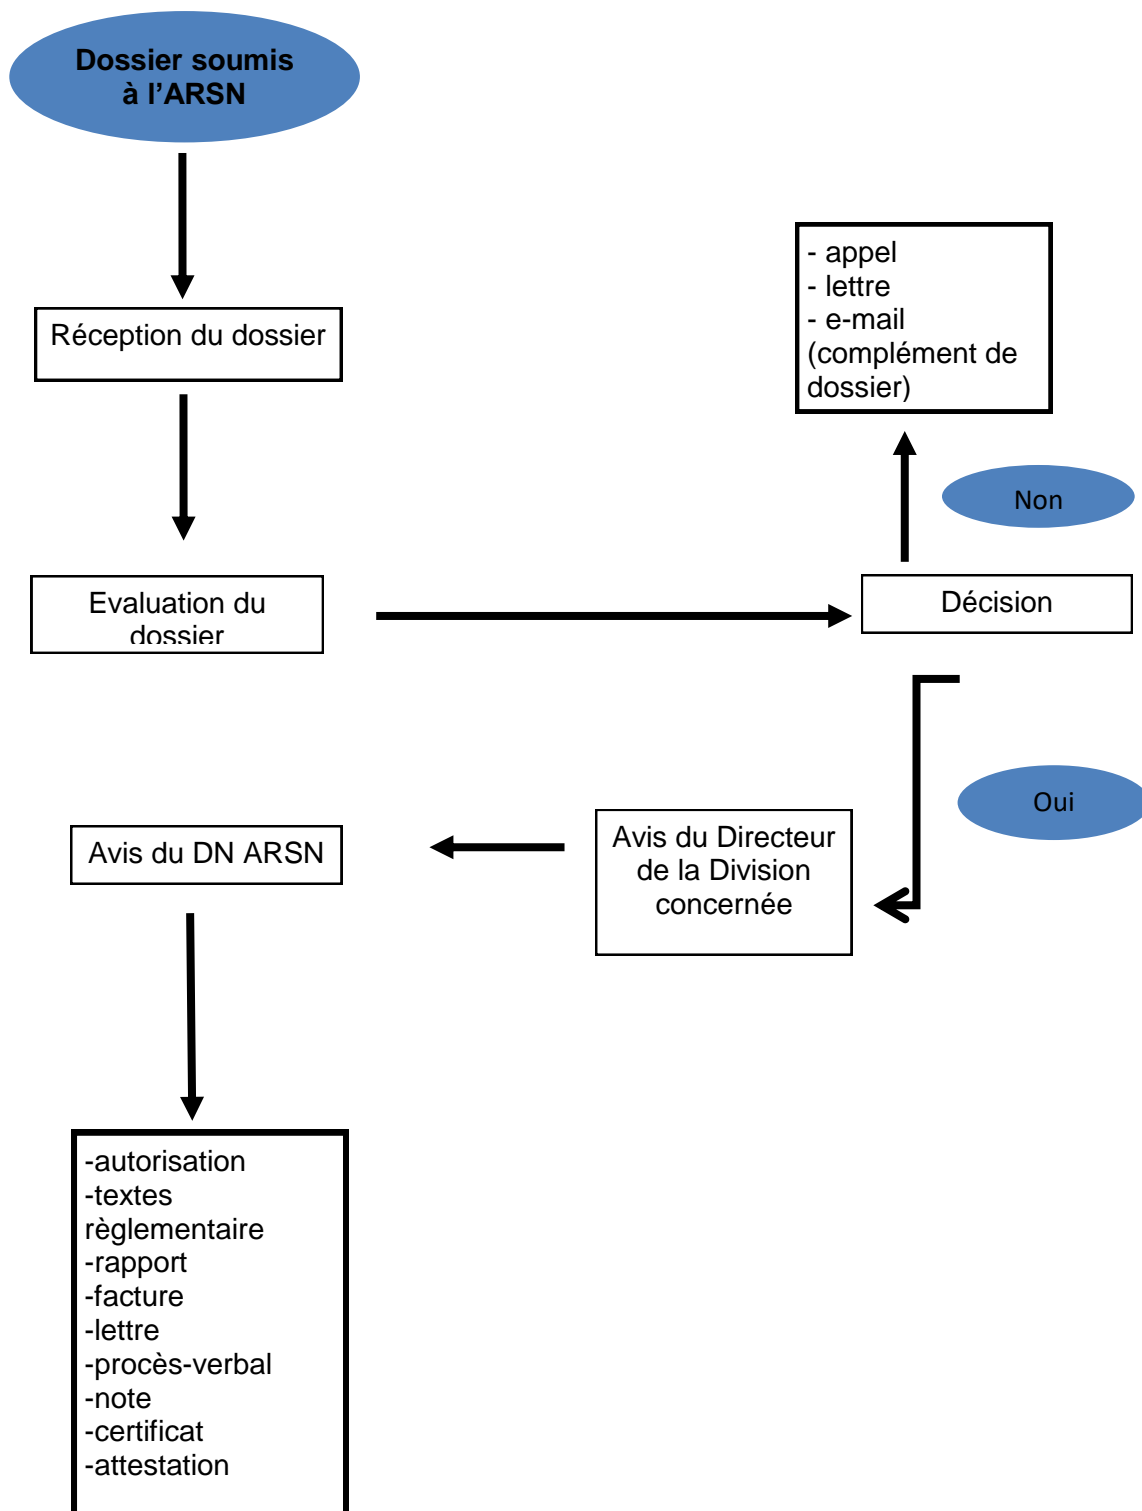 Dossier soumis
à l'ARSN
Réception du dossier
- appel
- lettre
- e-mail
(complément de
dossier)
Non
Evaluation du
dossier
Décision
Oui
Avis du Directeur
de la Division
concernée
Avis du DN ARSN
-autorisation
-textes
règlementaire
-rapport
-facture
-lettre
-procès-verbal
-note
-certificat
-attestation